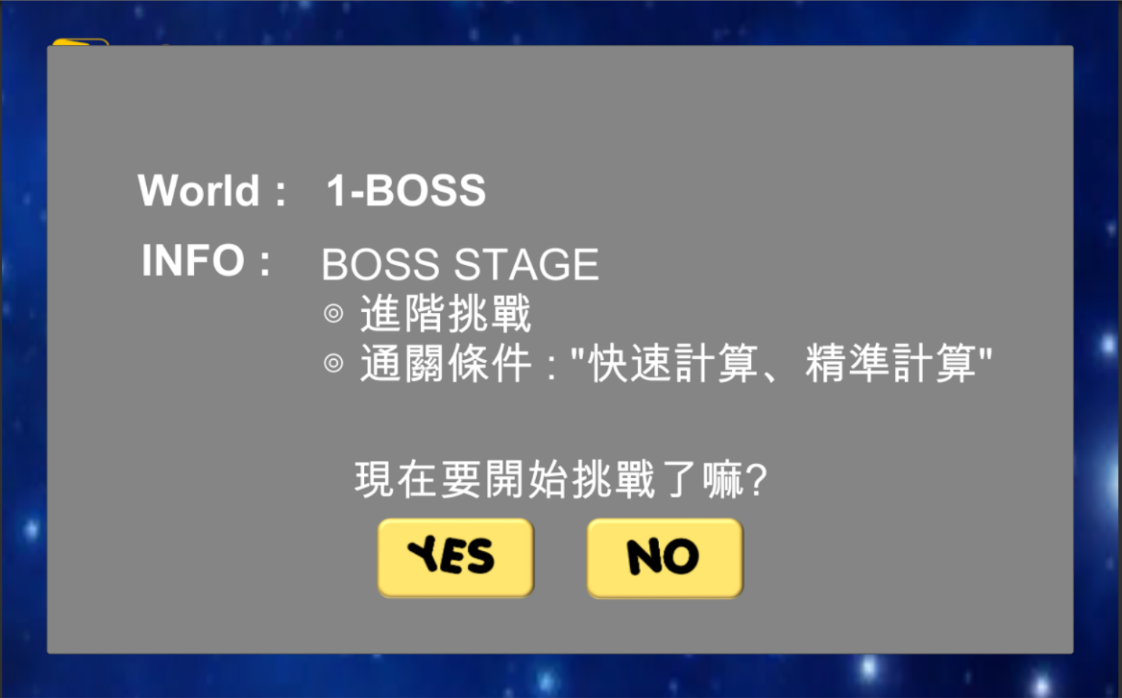 World : 1-BOSS
INFO : BOSS STAGE
◎ 進階挑戰
◎ 通關條件 : "快速計算、精準計算"
現在要開始挑戰了嘛?
YES NO